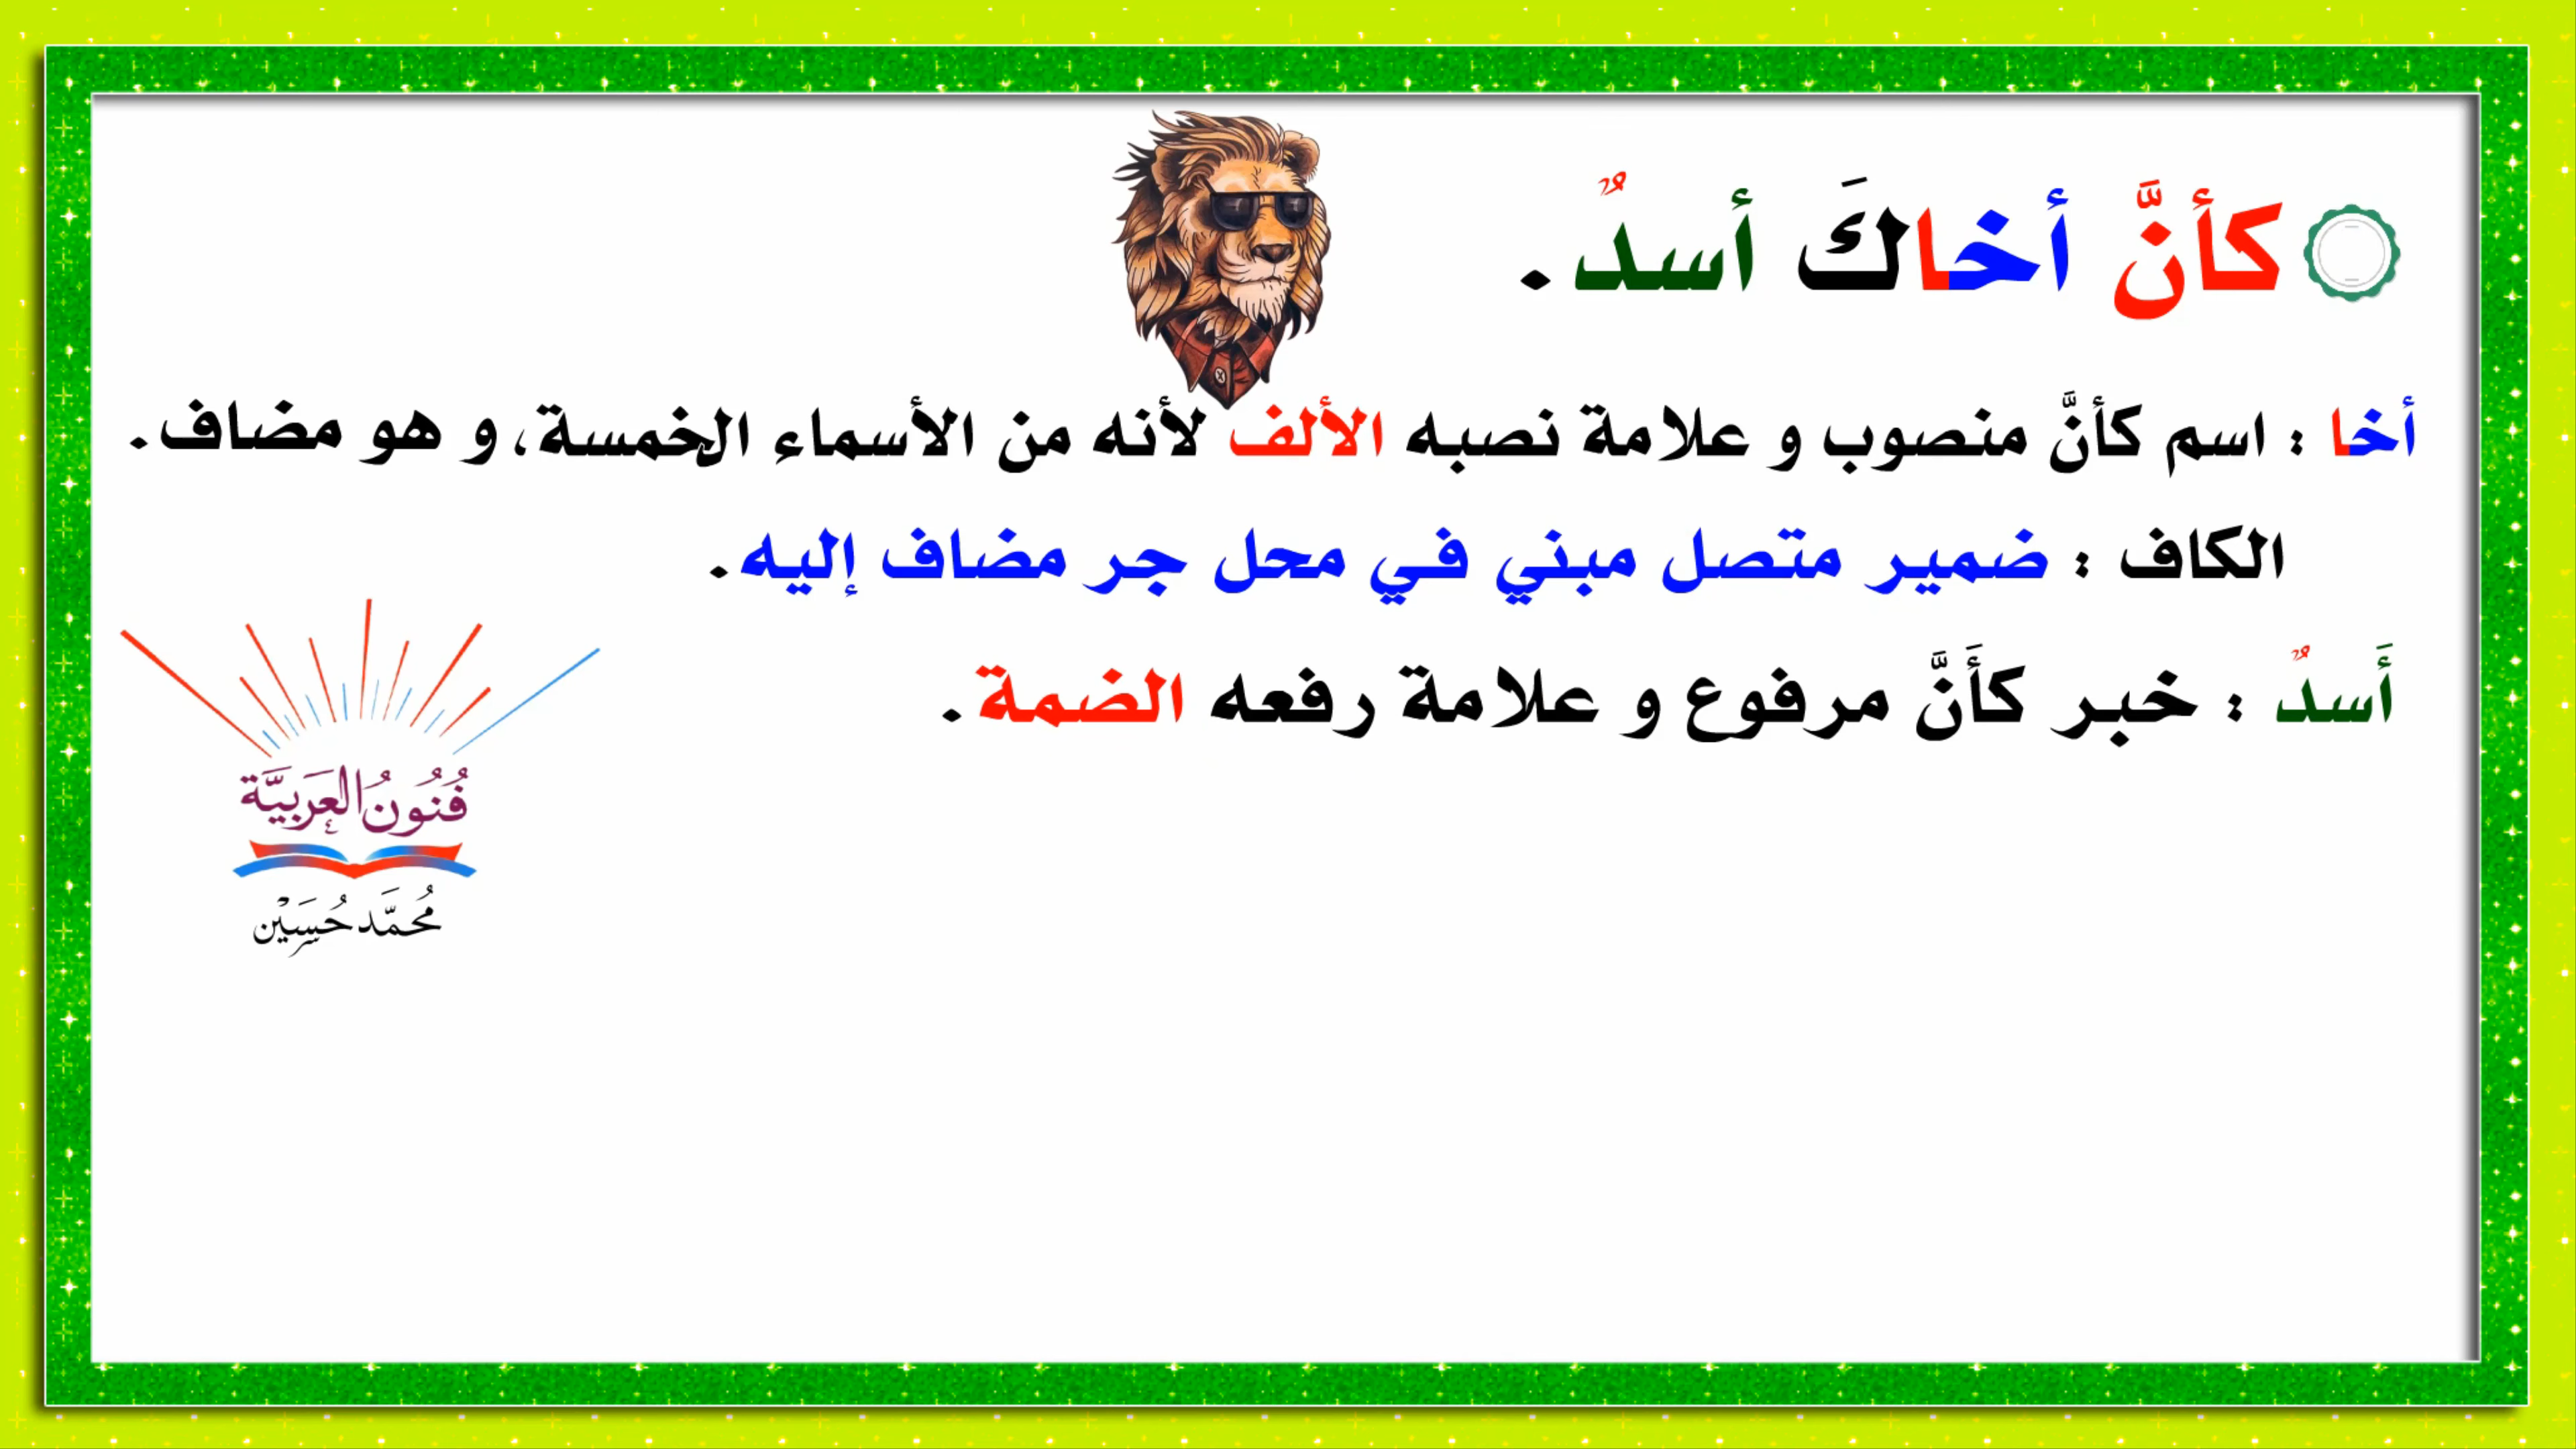 كأنَّ أخاكَ أسدٌ .
أخا : اسم كأنَّ منصوب و علامة نصبه الألف لأنه من الأسماء الخمسة، و هو مضاف.
الكاف : ضمير متصل مبني في محل جر مضاف إليه .
أَسدٌ : خبر كأَنَّ مرفوع و علامة رفعه الضمة .
فُنُونُ العَرَبِيَّة
مُحَمَّد حُسَيْن